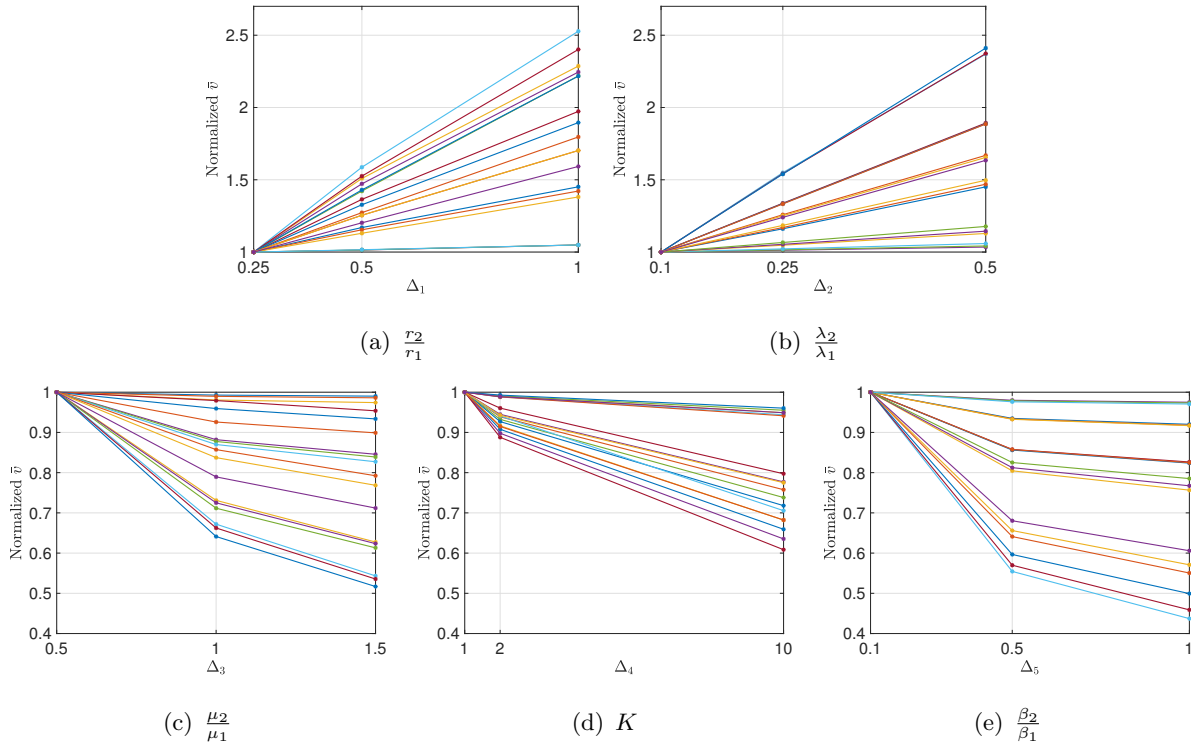 2.5
2
1.5
1
Normalized v̄
0.25 0.5 1
Δ₁
(a) r₂/r₁
2.5
2
1.5
1
Normalized v̄
0.1 0.25 0.5
Δ₂
(b) λ₂/λ₁
1
0.9
0.8
0.7
0.6
0.5
0.4
Normalized v̄
0.5 1 1.5
Δ₃
(c) μ₂/μ₁
1
0.9
0.8
0.7
0.6
0.5
0.4
Normalized v̄
1 2 10
Δ₄
(d) K
1
0.9
0.8
0.7
0.6
0.5
0.4
Normalized v̄
0.1 0.5 1
Δ₅
(e) β₂/β₁